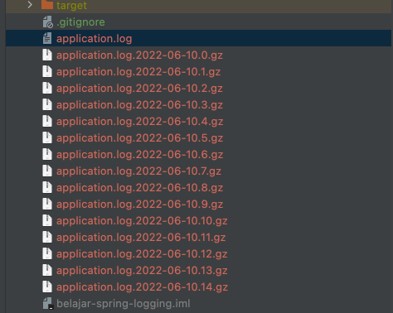 target
.gitignore
application.log
application.log.2022-06-10.0.gz
application.log.2022-06-10.1.gz
application.log.2022-06-10.2.gz
application.log.2022-06-10.3.gz
application.log.2022-06-10.4.gz
application.log.2022-06-10.5.gz
application.log.2022-06-10.6.gz
application.log.2022-06-10.7.gz
application.log.2022-06-10.8.gz
application.log.2022-06-10.9.gz
application.log.2022-06-10.10.gz
application.log.2022-06-10.11.gz
application.log.2022-06-10.12.gz
application.log.2022-06-10.13.gz
application.log.2022-06-10.14.gz
belajar-spring-logging.iml